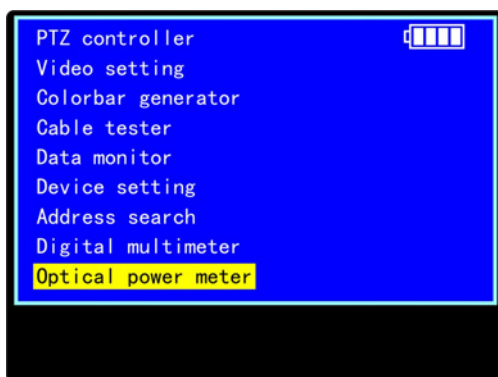 PTZ controller
Video setting
Colorbar generator
Cable tester
Data monitor
Device setting
Address search
Digital multimeter
Optical power meter